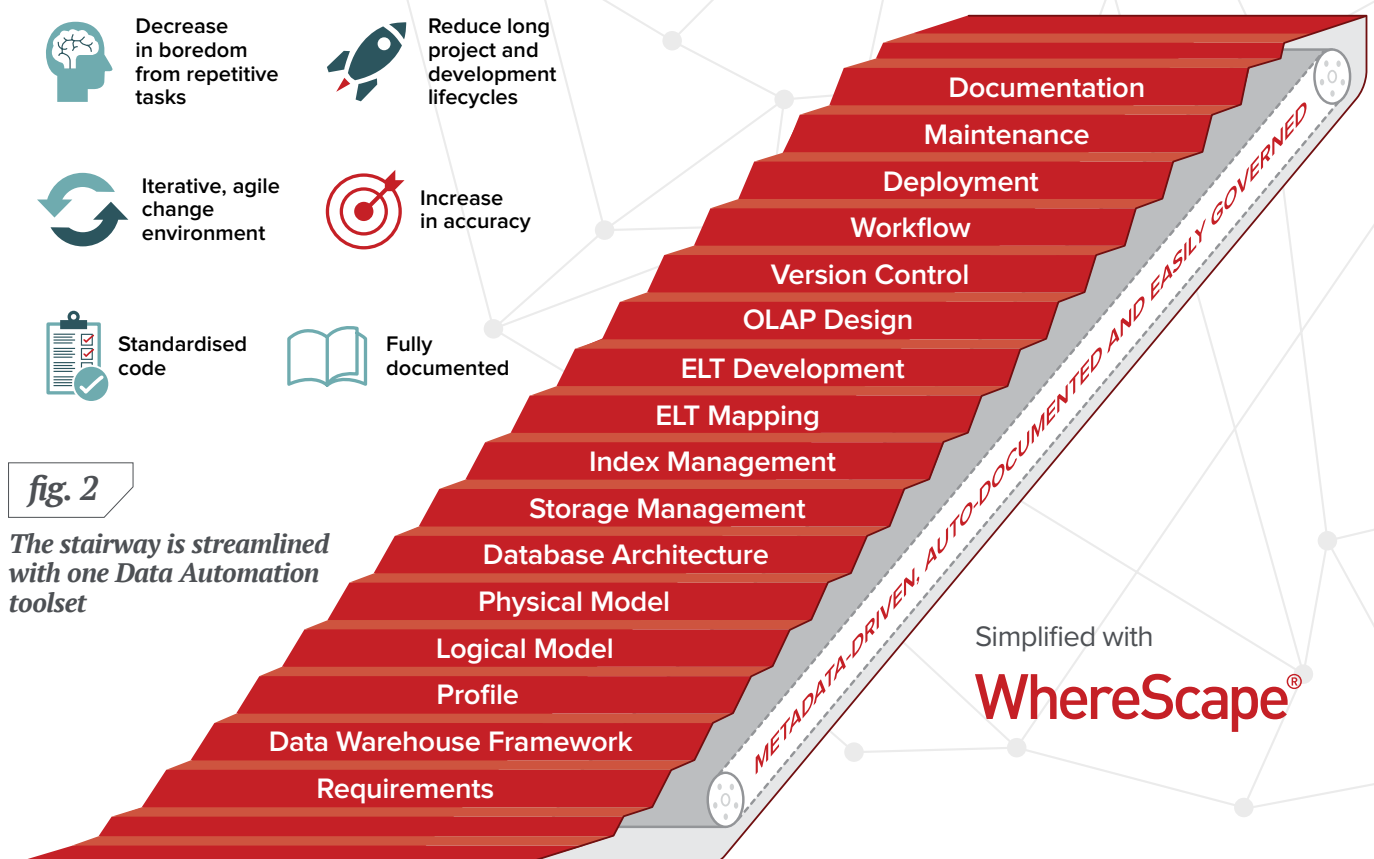 Decrease
in boredom
from repetitive
tasks
Reduce long
project and
development
lifecycles
Iterative, agile
change
environment
Increase
in accuracy
Standardised
code
Fully
documented
fig. 2
The stairway is streamlined
with one Data Automation
toolset
Documentation
Maintenance
Deployment
Workflow
Version Control
OLAP Design
ELT Development
ELT Mapping
Index Management
Storage Management
Database Architecture
Physical Model
Logical Model
Profile
Data Warehouse Framework
Requirements
METADATA-DRIVEN, AUTO-DOCUMENTED AND EASILY GOVERNED
Simplified with
WhereScape®